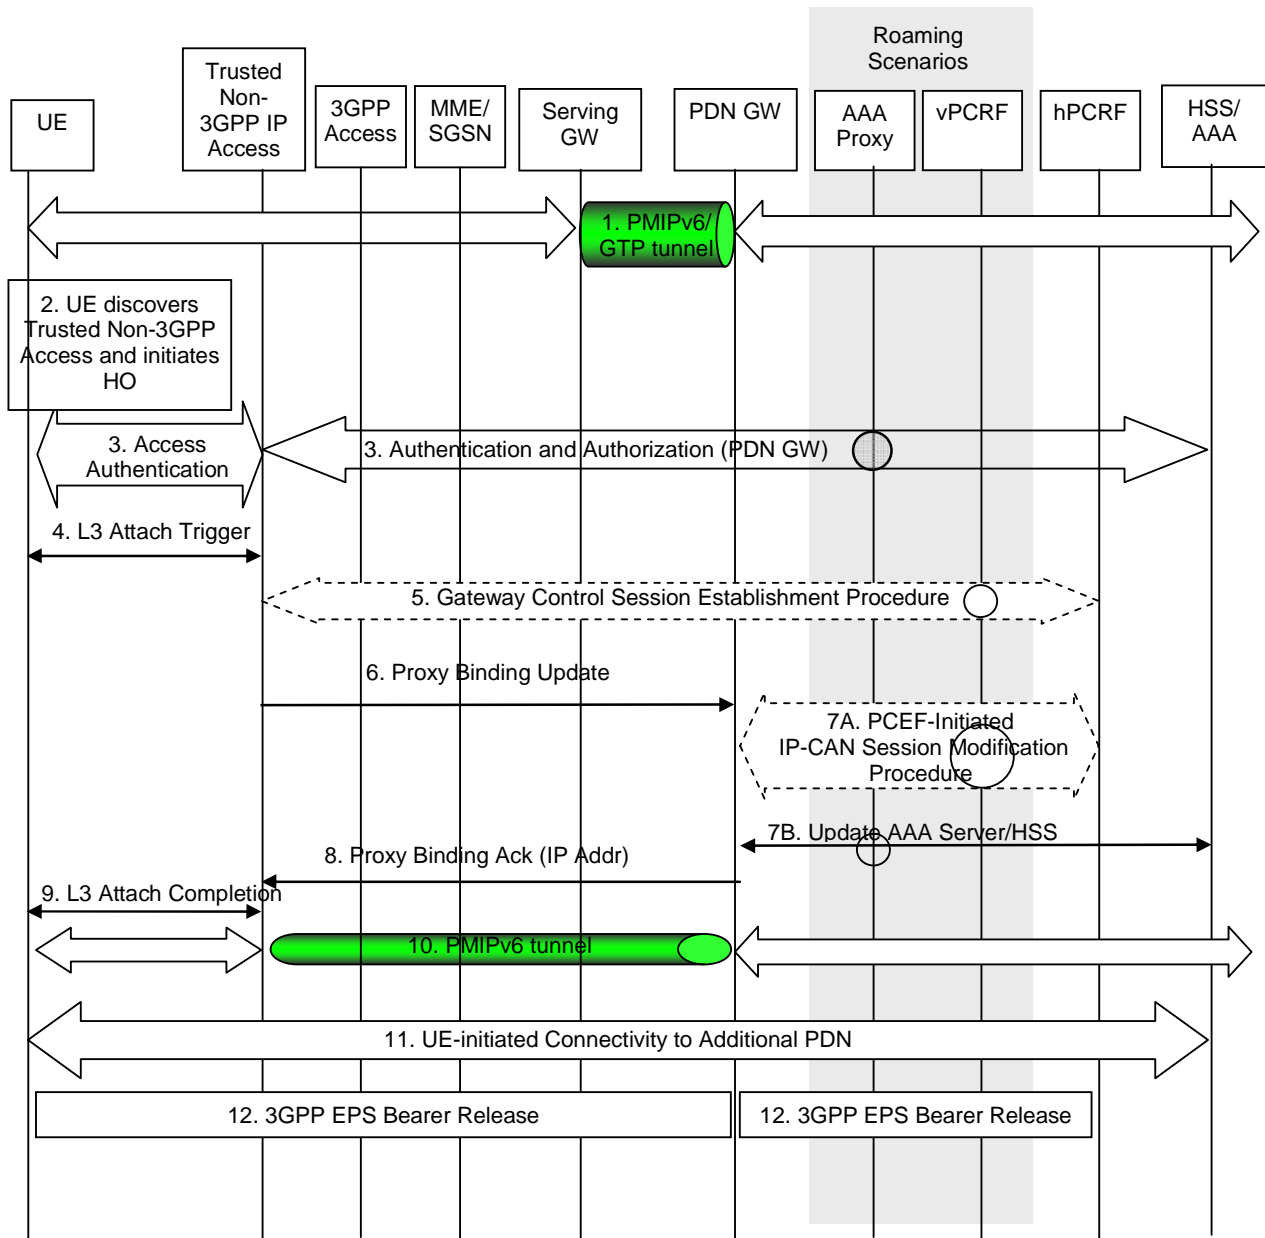 Roaming
Scenarios
UE
Trusted
Non-
3GPP IP
Access
3GPP
Access
MME/
SGSN
Serving
GW
PDN GW
AAA
Proxy
vPCRF
hPCRF
HSS/
AAA
1. PMIPv6/
GTP tunnel
2. UE discovers
Trusted Non-3GPP
Access and initiates
HO
3. Access
Authentication
3. Authentication and Authorization (PDN GW)
4. L3 Attach Trigger
5. Gateway Control Session Establishment Procedure
6. Proxy Binding Update
7A. PCEF-Initiated
IP-CAN Session Modification
Procedure
7B. Update AAA Server/HSS
8. Proxy Binding Ack (IP Addr)
9. L3 Attach Completion
10. PMIPv6 tunnel
11. UE-initiated Connectivity to Additional PDN
12. 3GPP EPS Bearer Release
12. 3GPP EPS Bearer Release